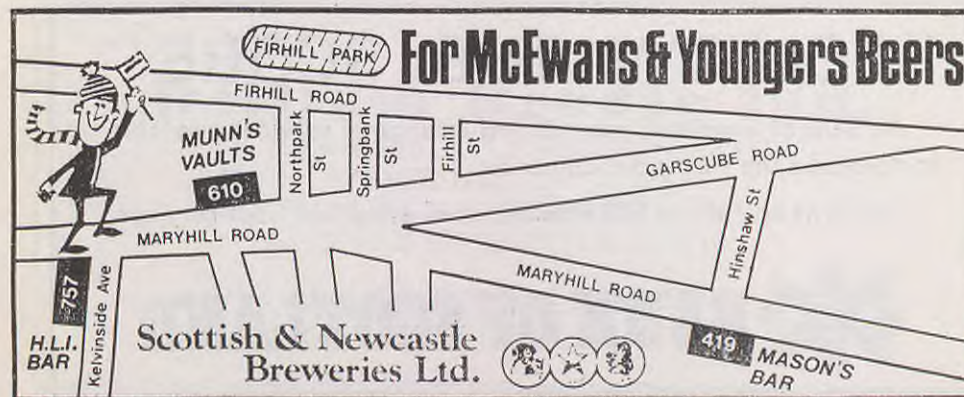 FIRHILL PARK
For McEwans & Youngers Beers
FIRHILL ROAD
MUNN'S
VAULTS
610
Northpark
St
Springbank
St
Firhill
St
GARSCUBE ROAD
MARYHILL ROAD
Hinshaw St
MARYHILL ROAD
757
H.L.I.
BAR
Kelvinside Ave
Scottish & Newcastle
Breweries Ltd.
419
MASON'S
BAR